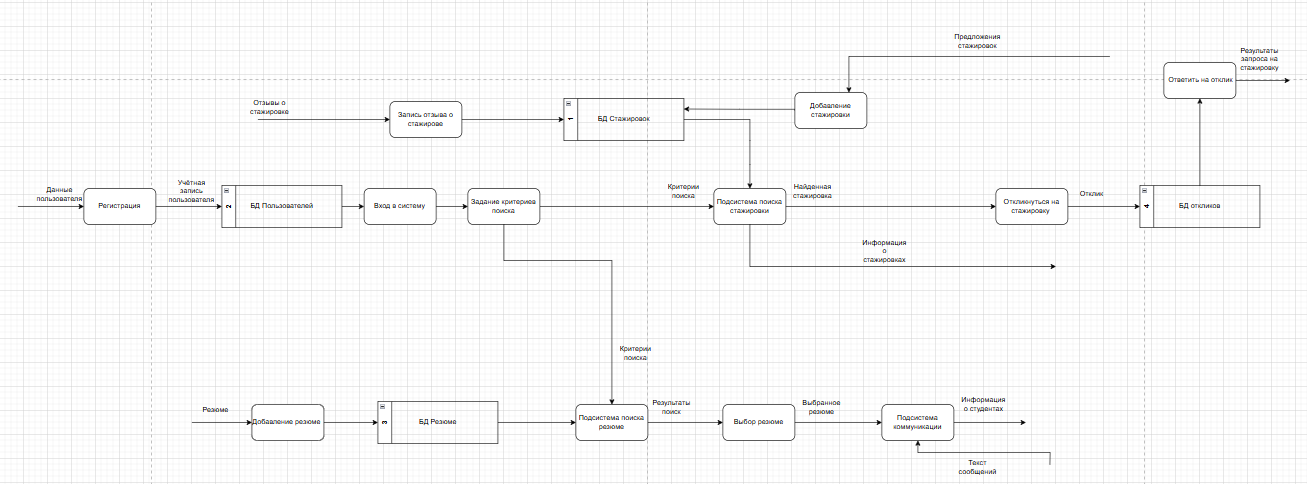 Предложения
стажировок
Результаты
запроса на
стажировку
Ответить на отклик
Отзывы о
стажировке
Запись отзыва о
стажирове
1
БД Стажировок
Добавление
стажировки
Данные
пользователя
Регистрация
Учётная
запись
пользователя
2
БД Пользователей
Вход в систему
Задание критериев
поиска
Критерии
поиска
Подсистема поиска
стажировки
Найденная
стажировка
Откликнуться на
стажировку
Отклик
4
БД откликов
Информация
о
стажировках
Критерии
поиска
Резюме
Добавление резюме
3
БД Резюме
Подсистема поиска
резюме
Результаты
поиск
Выбор резюме
Выбранное
резюме
Подсистема
коммуникации
Информация
о студентах
Текст
сообщений